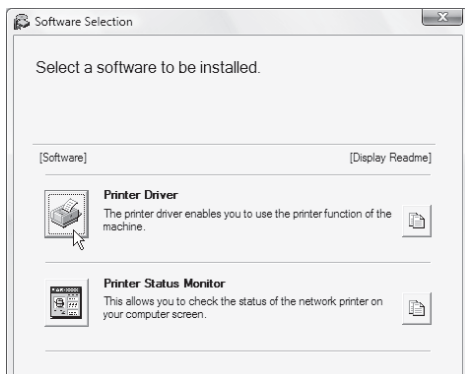 Software Selection
Select a software to be installed.
[Software] [Display Readme]
Printer Driver
The printer driver enables you to use the printer function of the
machine.
Printer Status Monitor
This allows you to check the status of the network printer on
your computer screen.